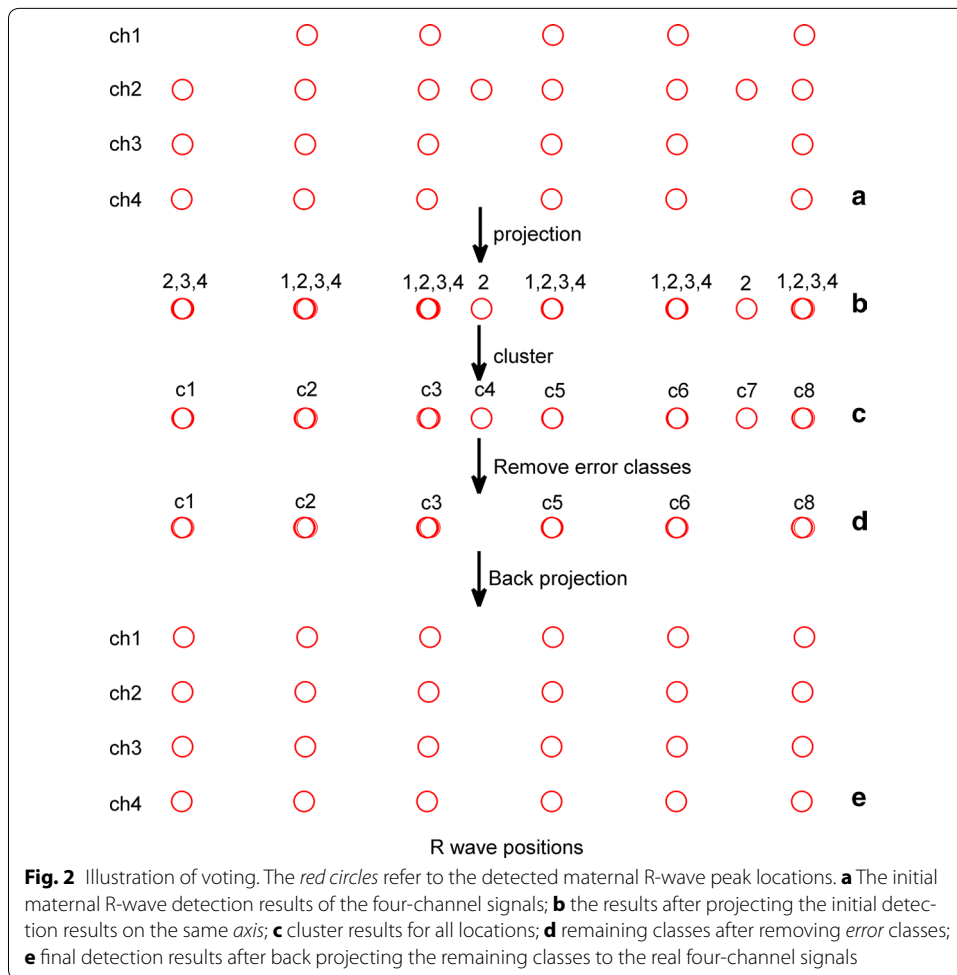 ch1
ch2
ch3
ch4
a
projection
2,3,4 1,2,3,4 1,2,3,4 2 1,2,3,4 1,2,3,4 2 1,2,3,4
b
cluster
c1 c2 c3 c4 c5 c6 c7 c8
c
Remove error classes
c1 c2 c3 c5 c6 c8
d
Back projection
ch1
ch2
ch3
ch4
e
R wave positions
Fig. 2 Illustration of voting. The red circles refer to the detected maternal R-wave peak locations. a The initial
maternal R-wave detection results of the four-channel signals; b the results after projecting the initial detec-
tion results on the same axis; c cluster results for all locations; d remaining classes after removing error classes;
e final detection results after back projecting the remaining classes to the real four-channel signals